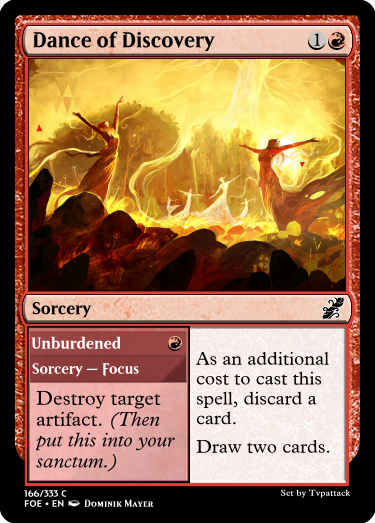 Dance of Discovery 1
Sorcery
Unburdened
Sorcery — Focus
Destroy target
artifact. (Then
put this into your
sanctum.)
As an additional
cost to cast this
spell, discard a
card.
Draw two cards.
166/333 C
FOE • EN Dominik Mayer
Set by Tvpattack